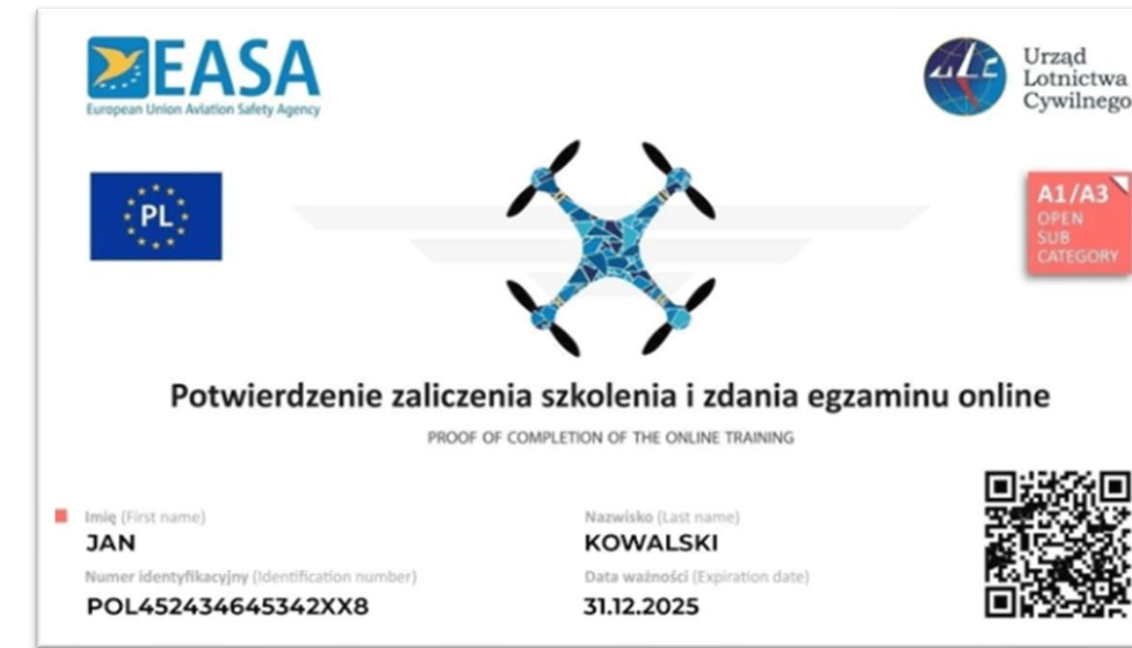 EASA
European Union Aviation Safety Agency
ULC
Urząd
Lotnictwa
Cywilnego
PL
A1/A3
OPEN
SUB
CATEGORY
Potwierdzenie zaliczenia szkolenia i zdania egzaminu online
PROOF OF COMPLETION OF THE ONLINE TRAINING
Imię (First name)
JAN
Nazwisko (Last name)
KOWALSKI
Numer identyfikacyjny (Identification number)
POL452434645342XX8
Data ważności (Expiration date)
31.12.2025